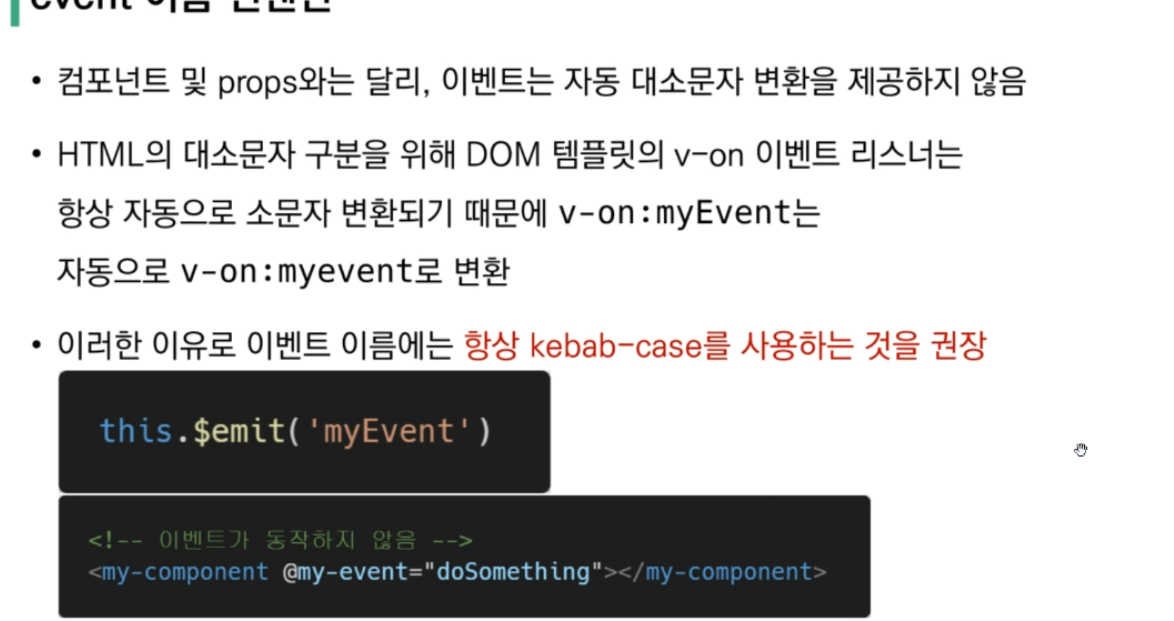 event 이름 컨벤션
• 컴포넌트 및 props와는 달리, 이벤트는 자동 대소문자 변환을 제공하지 않음
• HTML의 대소문자 구분을 위해 DOM 템플릿의 v-on 이벤트 리스너는
항상 자동으로 소문자 변환되기 때문에 v-on:myEvent는
자동으로 v-on:myevent로 변환
• 이러한 이유로 이벤트 이름에는 항상 kebab-case를 사용하는 것을 권장
this.$emit('myEvent')
<!-- 이벤트가 동작하지 않음 -->
<my-component @my-event="doSomething"></my-component>